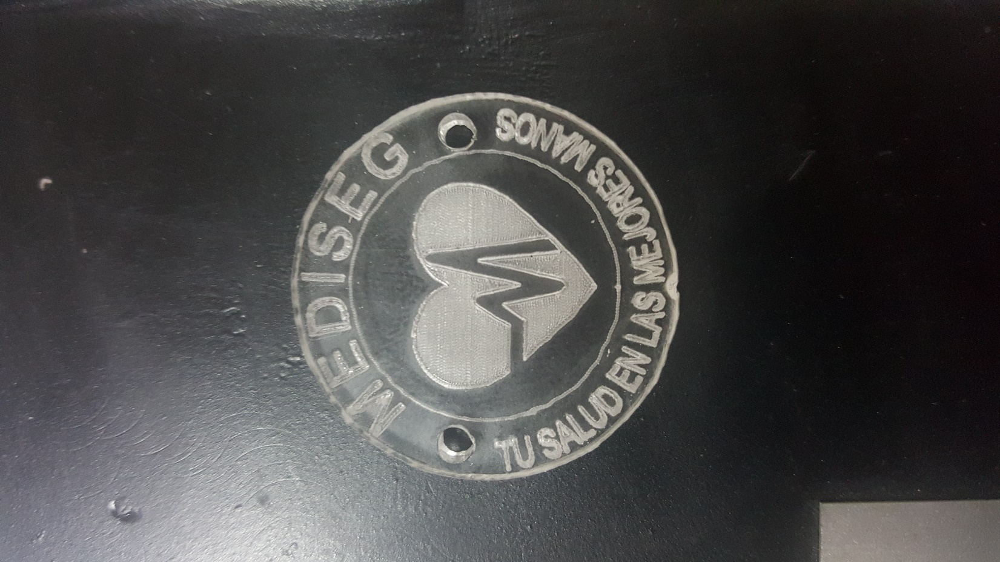 MEDISEG
TU SALUD EN LAS MEJORES MANOS